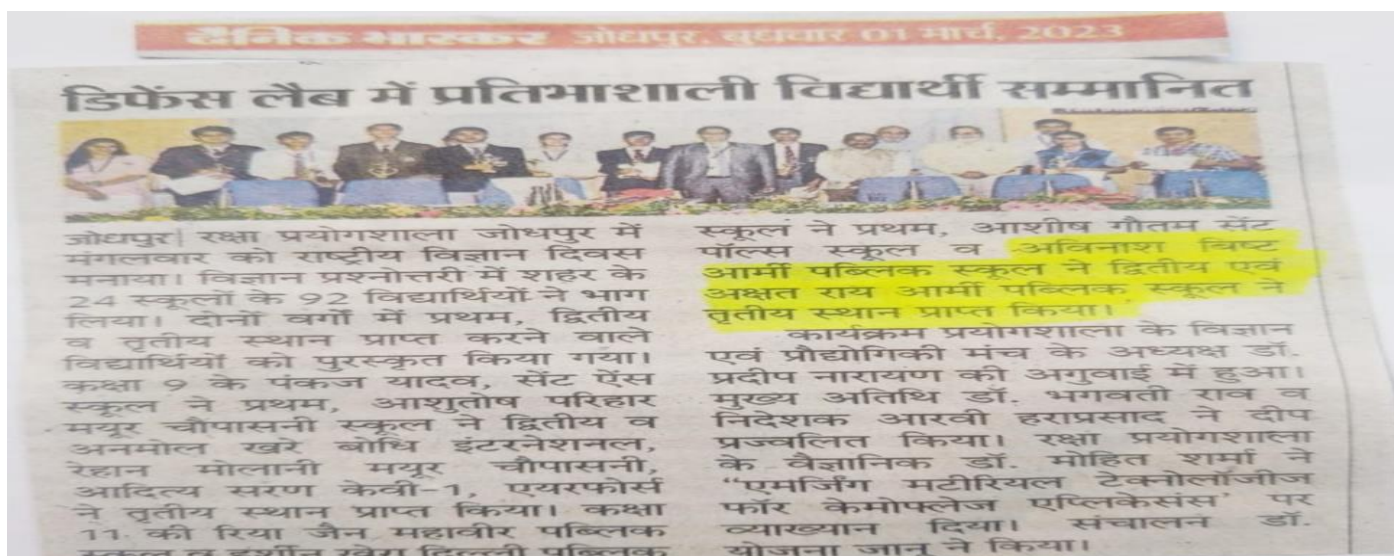 दैनिक भास्कर जोधपुर, बुधवार 01 मार्च, 2023
डिफेंस लैब में प्रतिभाशाली विद्यार्थी सम्मानित
जोधपुर| रक्षा प्रयोगशाला जोधपुर में
मंगलवार को राष्ट्रीय विज्ञान दिवस
मनाया। विज्ञान प्रश्नोत्तरी में शहर के
24 स्कूलों के 92 विद्यार्थियों ने भाग
लिया। दोनों वर्गों में प्रथम, द्वितीय
व तृतीय स्थान प्राप्त करने वाले
विद्यार्थियों को पुरस्कृत किया गया।
कक्षा 9 के पंकज यादव, सेंट ऐंस
स्कूल ने प्रथम, आशुतोष परिहार
मयूर चौपासनी स्कूल ने द्वितीय व
अनमोल खरे बोधि इंटरनेशनल,
रेहान मोलानी मयूर चौपासनी,
आदित्य सरण केवी-1, एयरफोर्स
ने तृतीय स्थान प्राप्त किया। कक्षा
11 की रिया जैन महावीर पब्लिक
स्कूल व दिल्ली पब्लिक
स्कूल ने प्रथम, आशीष गौतम सेंट
पॉल्स स्कूल व अविनाश चिष्ट
आर्मी पब्लिक स्कूल ने द्वितीय एवं
अक्षत राय आर्मी पब्लिक स्कूल ने
तृतीय स्थान प्राप्त किया।
कार्यक्रम प्रयोगशाला के विज्ञान
एवं प्रौद्योगिकी मंच के अध्यक्ष डॉ.
प्रदीप नारायण की अगुवाई में हुआ।
मुख्य अतिथि डॉ. भगवती राव व
निदेशक आरवी हराप्रसाद ने दीप
प्रज्वलित किया। रक्षा प्रयोगशाला
के वैज्ञानिक डॉ. मोहित शर्मा ने
“एमर्जिंग मटीरियल टेक्नोलॉजीज
फॉर केमोफ्लेज एप्लिकेसंस’ पर
व्याख्यान दिया। संचालन डॉ.
योजना जानू ने किया।